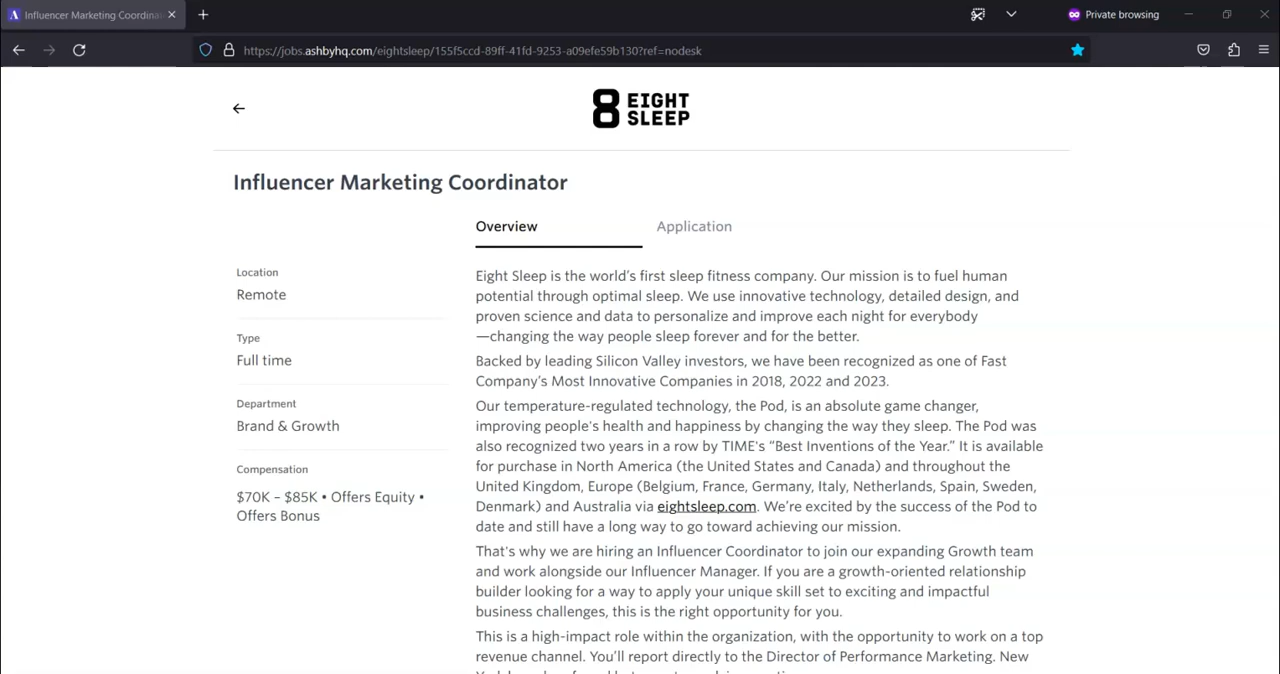 Influencer Marketing Coordina
Private browsing
https://jobs.ashbyhq.com/eightsleep/155f5ccd-89ff-41fd-9253-a09efe59b130?ref=nodesk
8 EIGHT
SLEEP
Influencer Marketing Coordinator
Overview
Application
Location
Remote
Type
Full time
Department
Brand & Growth
Compensation
$70K – $85K • Offers Equity •
Offers Bonus
Eight Sleep is the world’s first sleep fitness company. Our mission is to fuel human
potential through optimal sleep. We use innovative technology, detailed design, and
proven science and data to personalize and improve each night for everybody
—changing the way people sleep forever and for the better.
Backed by leading Silicon Valley investors, we have been recognized as one of Fast
Company’s Most Innovative Companies in 2018, 2022 and 2023.
Our temperature-regulated technology, the Pod, is an absolute game changer,
improving people's health and happiness by changing the way they sleep. The Pod was
also recognized two years in a row by TIME's “Best Inventions of the Year.” It is available
for purchase in North America (the United States and Canada) and throughout the
United Kingdom, Europe (Belgium, France, Germany, Italy, Netherlands, Spain, Sweden,
Denmark) and Australia via eightsleep.com. We’re excited by the success of the Pod to
date and still have a long way to go toward achieving our mission.
That's why we are hiring an Influencer Coordinator to join our expanding Growth team
and work alongside our Influencer Manager. If you are a growth-oriented relationship
builder looking for a way to apply your unique skill set to exciting and impactful
business challenges, this is the right opportunity for you.
This is a high-impact role within the organization, with the opportunity to work on a top
revenue channel. You’ll report directly to the Director of Performance Marketing. New